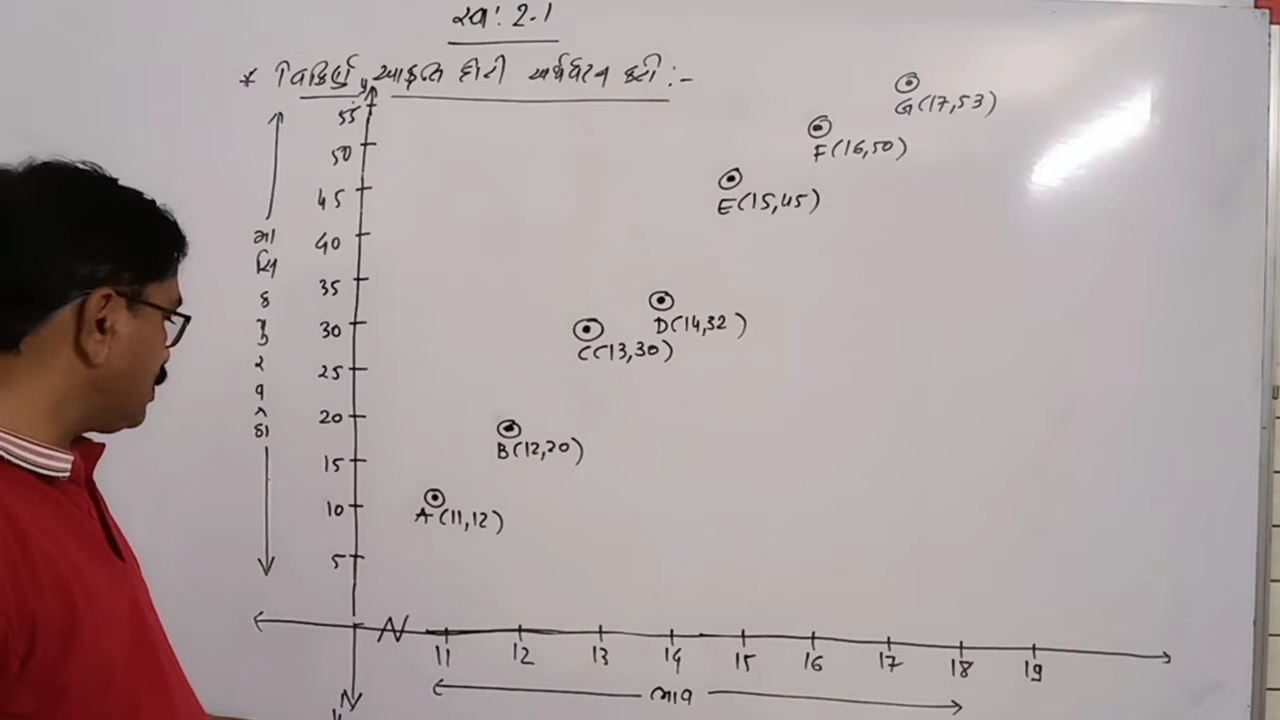 સ્વા: 2.1
* વિકિર્ણ આકૃતિ દોરી અર્થઘટન કરો :-
y
55
50
45
40
35
30
25
20
15
10
5
G(17,53)
F(16,50)
E(15,45)
D(14,32)
C(13,30)
B(12,20)
A(11,12)
11 12 13 14 15 16 17 18 19
ભાવ